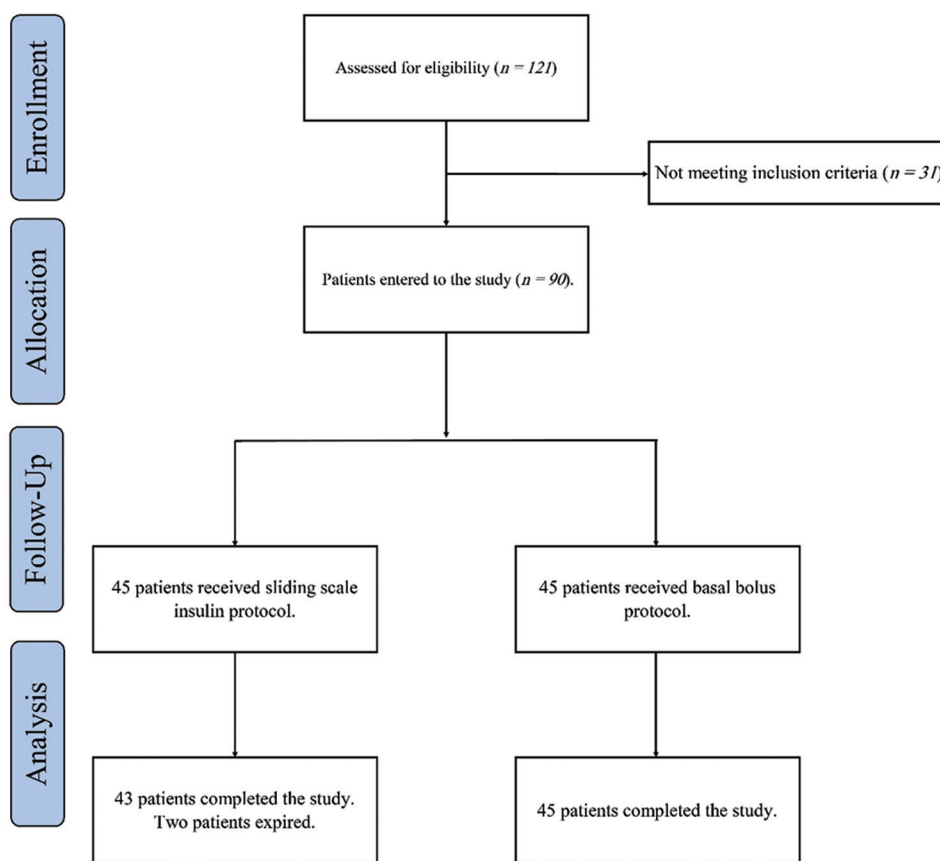 Enrollment
Assessed for eligibility (n = 121)
Not meeting inclusion criteria (n = 31)
Allocation
Patients entered to the study (n = 90).
Follow-Up
45 patients received sliding scale
insulin protocol.
45 patients received basal bolus
protocol.
Analysis
43 patients completed the study.
Two patients expired.
45 patients completed the study.